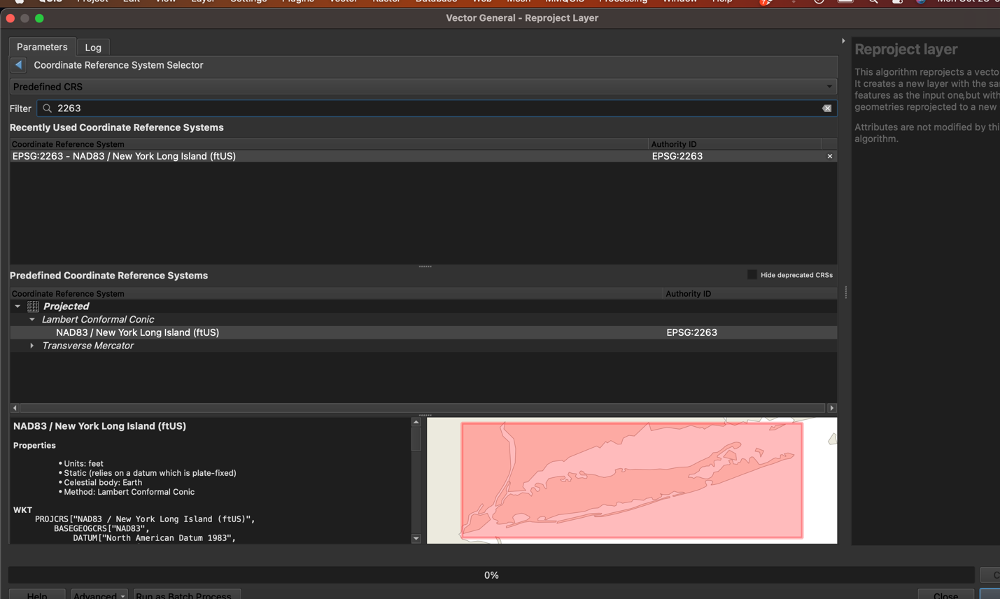 QGIS Project Edit View Layer Settings Plugins Vector Raster Database Web Mesh MMQGIS Processing Window Help Mon Oct 28
Vector General - Reproject Layer
Parameters Log
Coordinate Reference System Selector
Predefined CRS
Filter 2263
Recently Used Coordinate Reference Systems
Coordinate Reference System Authority ID
EPSG:2263 - NAD83 / New York Long Island (ftUS) EPSG:2263
Predefined Coordinate Reference Systems Hide deprecated CRSs
Coordinate Reference System Authority ID
Projected
Lambert Conformal Conic
NAD83 / New York Long Island (ftUS) EPSG:2263
Transverse Mercator
NAD83 / New York Long Island (ftUS)
Properties
• Units: feet
• Static (relies on a datum which is plate-fixed)
• Celestial body: Earth
• Method: Lambert Conformal Conic
WKT
PROJCRS["NAD83 / New York Long Island (ftUS)",
BASEGEOGCRS["NAD83",
DATUM["North American Datum 1983",
Reproject layer
This algorithm reprojects a vecto
It creates a new layer with the sa
features as the input one,but with
geometries reprojected to a new
Attributes are not modified by thi
algorithm.
0% C
Help Advanced Run as Batch Process Close